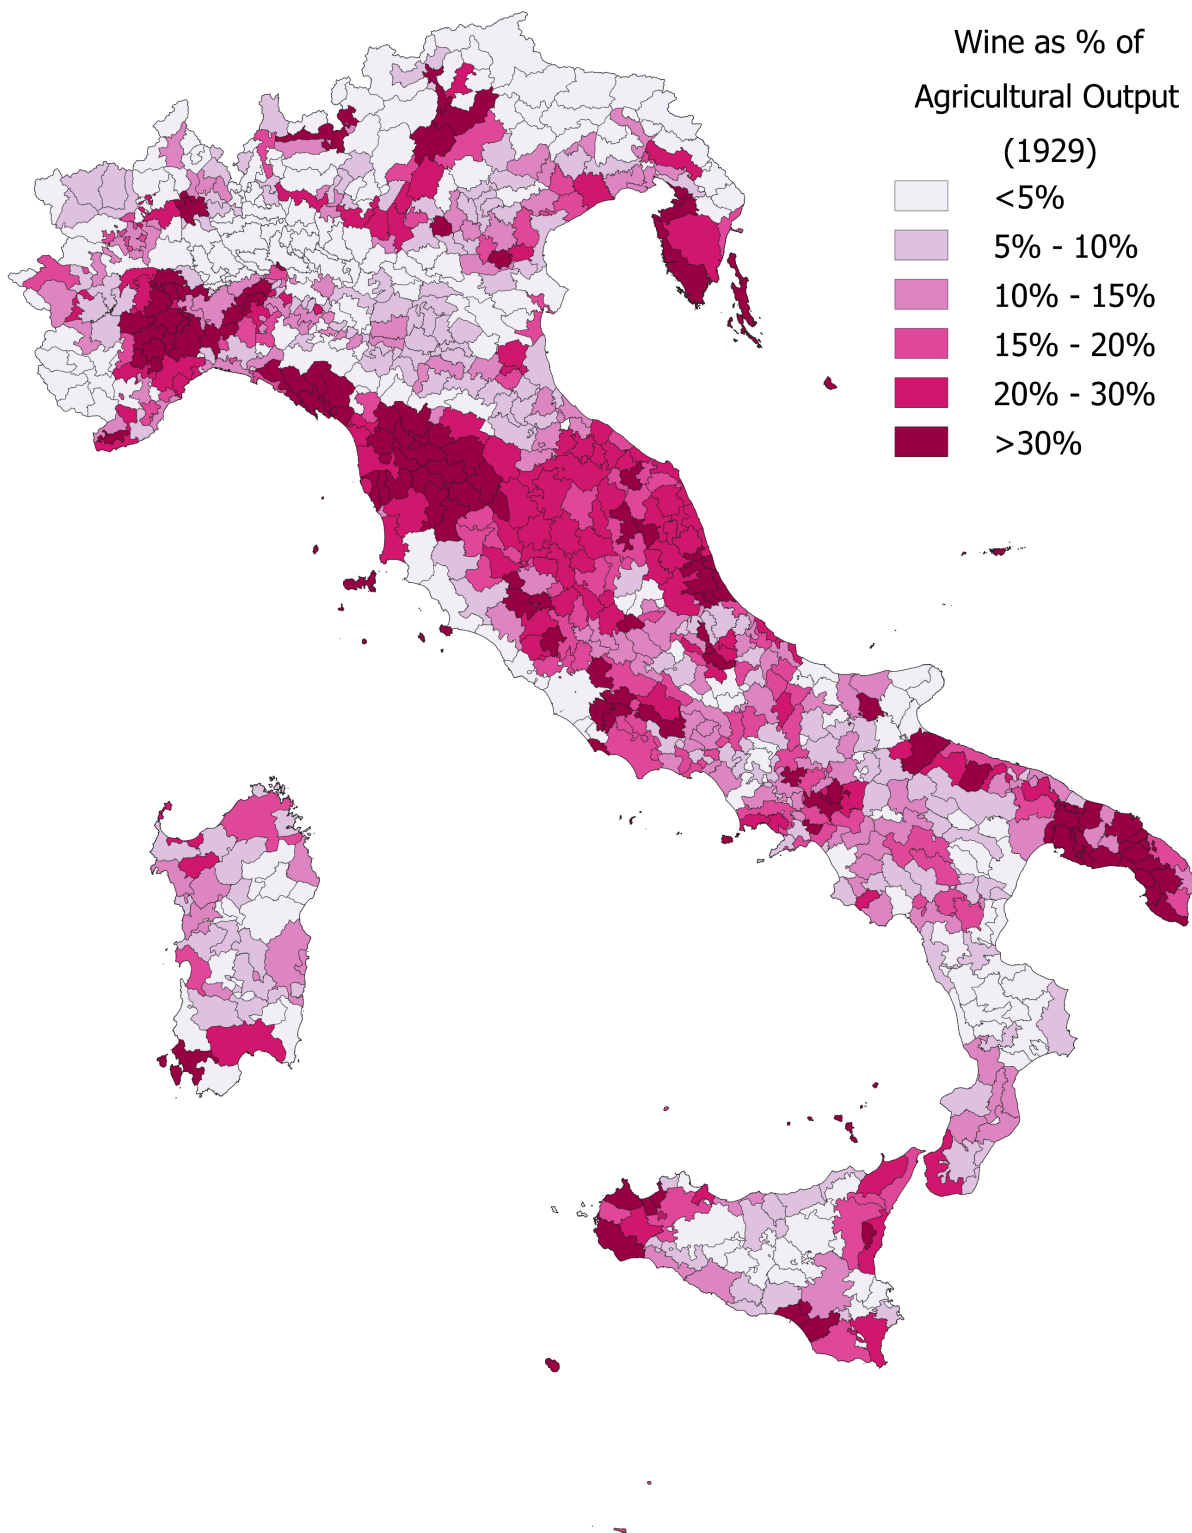 Wine as % of
Agricultural Output
(1929)
<5%
5% - 10%
10% - 15%
15% - 20%
20% - 30%
>30%